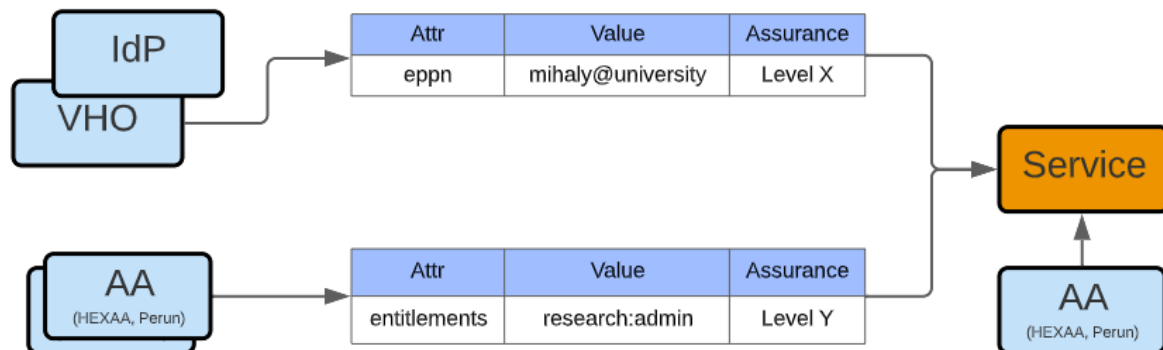 IdP
VHO
Attr Value Assurance
eppn mihaly@university Level X
Service
AA
(HEXAA, Perun)
Attr Value Assurance
entitlements research:admin Level Y
AA
(HEXAA, Perun)